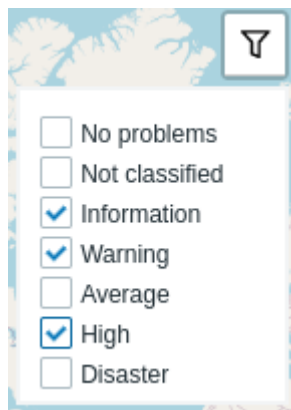 No problems
Not classified
Information
Warning
Average
High
Disaster